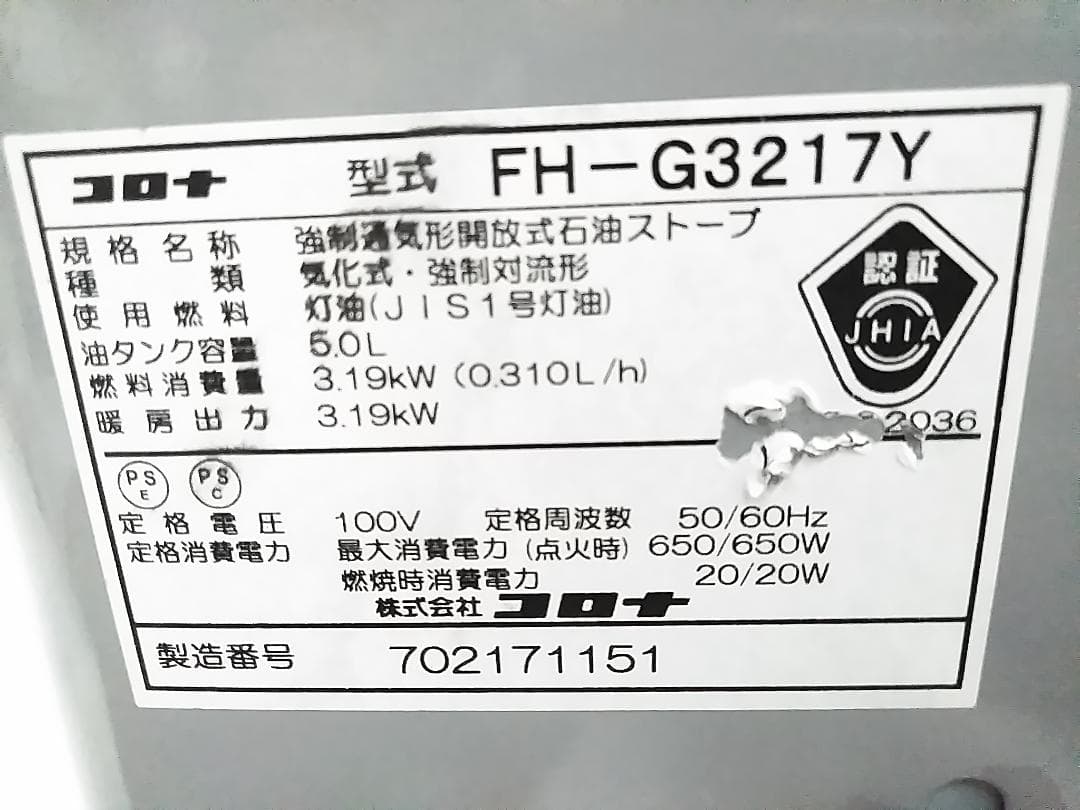 コロナ 型式 FH-G3217Y
規格名称 強制通気形開放式石油ストーブ
種類 気化式・強制対流形
使用燃料 灯油(JIS1号灯油)
油タンク容量 5.0L
燃料消費量 3.19kW (0.310L/h)
暖房出力 3.19kW
認証
JHIA
2036
PS E PS C
定格電圧 100V 定格周波数 50/60Hz
定格消費電力 最大消費電力(点火時) 650/650W
燃焼時消費電力 20/20W
株式会社 コロナ
製造番号 702171151